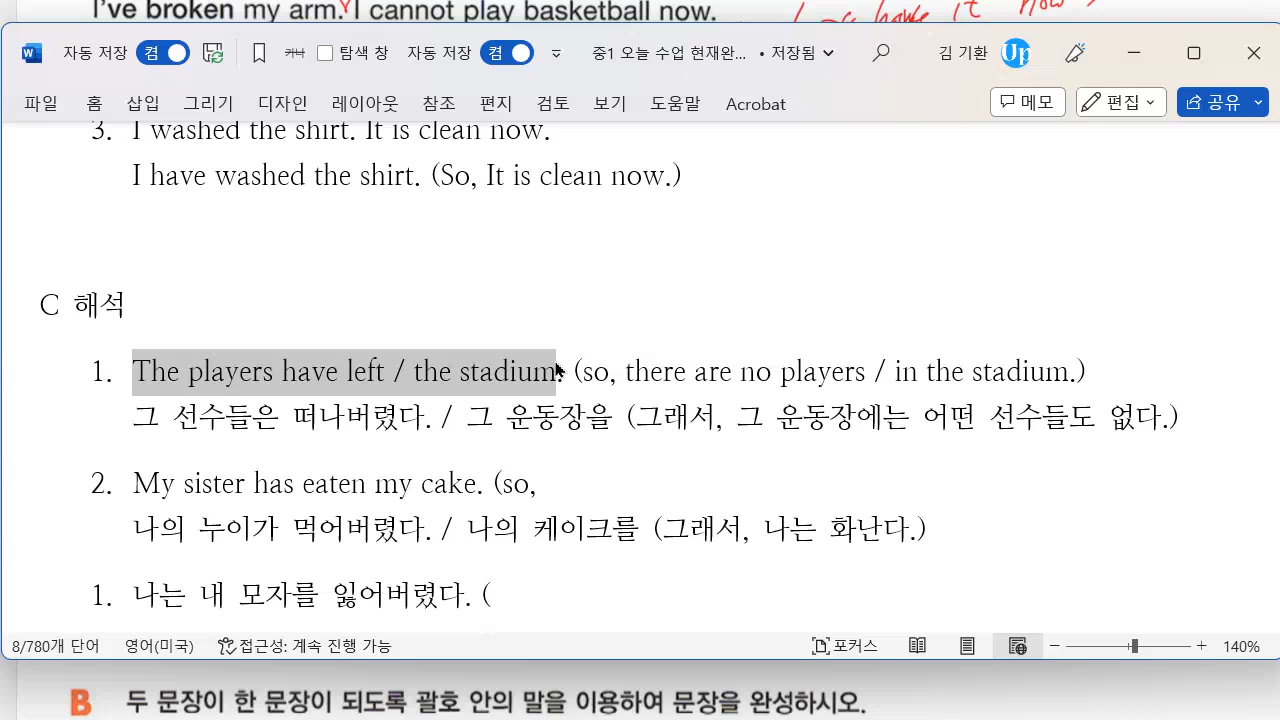 I've broken my arm. I cannot play basketball now.
자동 저장 켬 가나 탐색 창 자동 저장 켬 중1 오늘 수업 현재완... • 저장됨 김 기환 Up
파일 홈 삽입 그리기 디자인 레이아웃 참조 편지 검토 보기 도움말 Acrobat 메모 편집 공유
3. I washed the shirt. It is clean now.
I have washed the shirt. (So, It is clean now.)
C 해석
1. The players have left / the stadium. (so, there are no players / in the stadium.)
그 선수들은 떠나버렸다. / 그 운동장을 (그래서, 그 운동장에는 어떤 선수들도 없다.)
2. My sister has eaten my cake. (so,
나의 누이가 먹어버렸다. / 나의 케이크를 (그래서, 나는 화난다.)
1. 나는 내 모자를 잃어버렸다. (
8/780개 단어 영어(미국) 접근성: 계속 진행 가능 포커스 140%
B 두 문장이 한 문장이 되도록 괄호 안의 말을 이용하여 문장을 완성하시오.